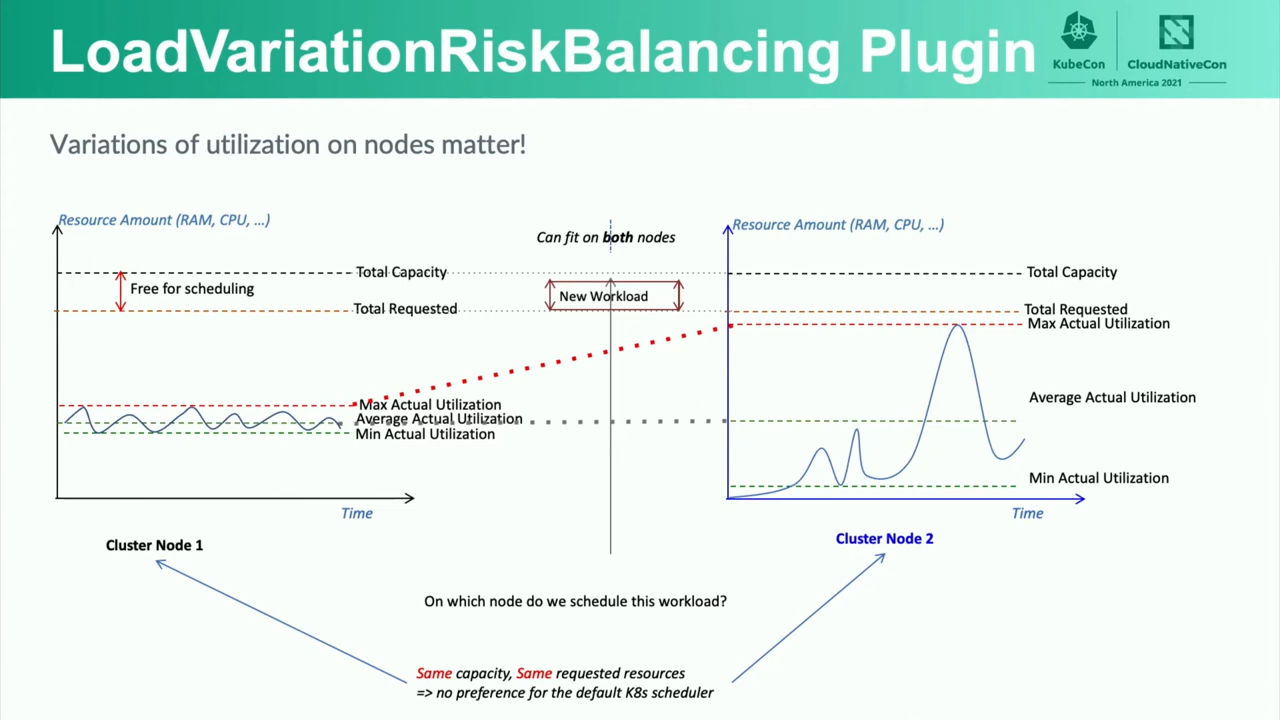 LoadVariationRiskBalancing Plugin
KubeCon
CloudNativeCon
North America 2021
Variations of utilization on nodes matter!
Resource Amount (RAM, CPU, ...)
Can fit on both nodes
Resource Amount (RAM, CPU, ...)
Total Capacity
Free for scheduling
New Workload
Total Requested
Total Capacity
Total Requested
Max Actual Utilization
Max Actual Utilization
Average Actual Utilization
Min Actual Utilization
Average Actual Utilization
Min Actual Utilization
Time
Time
Cluster Node 1
Cluster Node 2
On which node do we schedule this workload?
Same capacity, Same requested resources
=> no preference for the default K8s scheduler